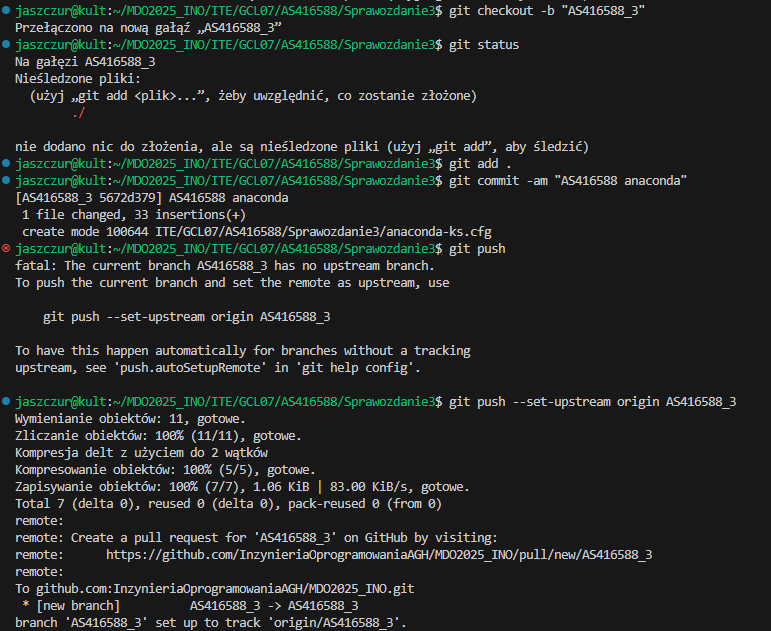 jaszczur@kult:~/MDO2025_INO/ITE/GCL07/AS416588/Sprawozdanie3$ git checkout -b "AS416588_3"
Przełączono na nową gałąź „AS416588_3”
jaszczur@kult:~/MDO2025_INO/ITE/GCL07/AS416588/Sprawozdanie3$ git status
Na gałęzi AS416588_3
Nieśledzone pliki:
  (użyj „git add <plik>...”, żeby uwzględnić, co zostanie złożone)
        ./

nie dodano nic do złożenia, ale są nieśledzone pliki (użyj „git add”, aby śledzić)
jaszczur@kult:~/MDO2025_INO/ITE/GCL07/AS416588/Sprawozdanie3$ git add .
jaszczur@kult:~/MDO2025_INO/ITE/GCL07/AS416588/Sprawozdanie3$ git commit -am "AS416588 anaconda"
[AS416588_3 5672d379] AS416588 anaconda
 1 file changed, 33 insertions(+)
 create mode 100644 ITE/GCL07/AS416588/Sprawozdanie3/anaconda-ks.cfg
jaszczur@kult:~/MDO2025_INO/ITE/GCL07/AS416588/Sprawozdanie3$ git push
fatal: The current branch AS416588_3 has no upstream branch.
To push the current branch and set the remote as upstream, use

    git push --set-upstream origin AS416588_3

To have this happen automatically for branches without a tracking
upstream, see 'push.autoSetupRemote' in 'git help config'.

jaszczur@kult:~/MDO2025_INO/ITE/GCL07/AS416588/Sprawozdanie3$ git push --set-upstream origin AS416588_3
Wymienianie obiektów: 11, gotowe.
Zliczanie obiektów: 100% (11/11), gotowe.
Kompresja delt z użyciem do 2 wątków
Kompresowanie obiektów: 100% (5/5), gotowe.
Zapisywanie obiektów: 100% (7/7), 1.06 KiB | 83.00 KiB/s, gotowe.
Total 7 (delta 0), reused 0 (delta 0), pack-reused 0 (from 0)
remote:
remote: Create a pull request for 'AS416588_3' on GitHub by visiting:
remote:      https://github.com/InzynieriaOprogramowaniaAGH/MDO2025_INO/pull/new/AS416588_3
remote:
To github.com:InzynieriaOprogramowaniaAGH/MDO2025_INO.git
 * [new branch]          AS416588_3 -> AS416588_3
branch 'AS416588_3' set up to track 'origin/AS416588_3'.